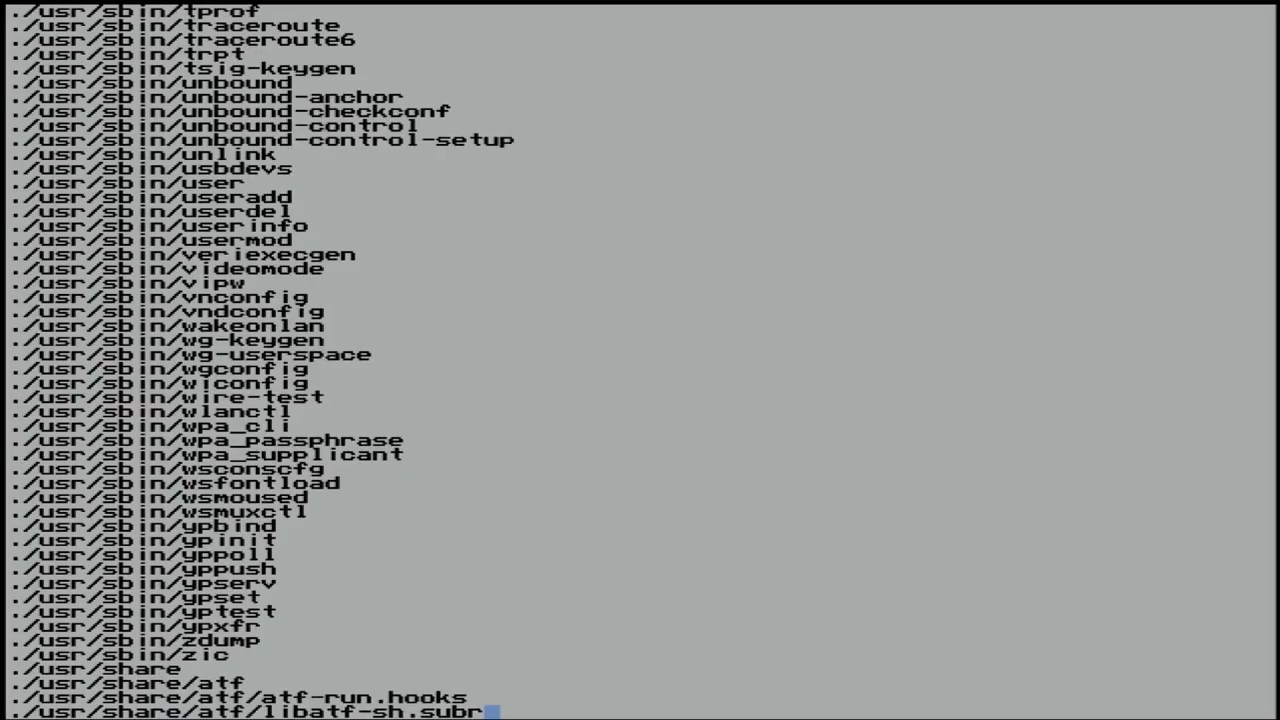 ./usr/sbin/tprof
./usr/sbin/traceroute
./usr/sbin/traceroute6
./usr/sbin/trpt
./usr/sbin/tsig-keygen
./usr/sbin/unbound
./usr/sbin/unbound-anchor
./usr/sbin/unbound-checkconf
./usr/sbin/unbound-control
./usr/sbin/unbound-control-setup
./usr/sbin/unlink
./usr/sbin/usbdevs
./usr/sbin/user
./usr/sbin/useradd
./usr/sbin/userdel
./usr/sbin/userinfo
./usr/sbin/usermod
./usr/sbin/veriexecgen
./usr/sbin/videomode
./usr/sbin/vipw
./usr/sbin/vnconfig
./usr/sbin/vndconfig
./usr/sbin/wakeonlan
./usr/sbin/wg-keygen
./usr/sbin/wg-userspace
./usr/sbin/wgconfig
./usr/sbin/wiconfig
./usr/sbin/wire-test
./usr/sbin/wlanctl
./usr/sbin/wpa_cli
./usr/sbin/wpa_passphrase
./usr/sbin/wpa_supplicant
./usr/sbin/wsconscfg
./usr/sbin/wsfontload
./usr/sbin/wsmoused
./usr/sbin/wsmuxctl
./usr/sbin/ypbind
./usr/sbin/ypinit
./usr/sbin/yppoll
./usr/sbin/yppush
./usr/sbin/ypserv
./usr/sbin/ypset
./usr/sbin/yptest
./usr/sbin/ypxfr
./usr/sbin/zdump
./usr/sbin/zic
./usr/share
./usr/share/atf
./usr/share/atf/atf-run.hooks
./usr/share/atf/libatf-sh.subr